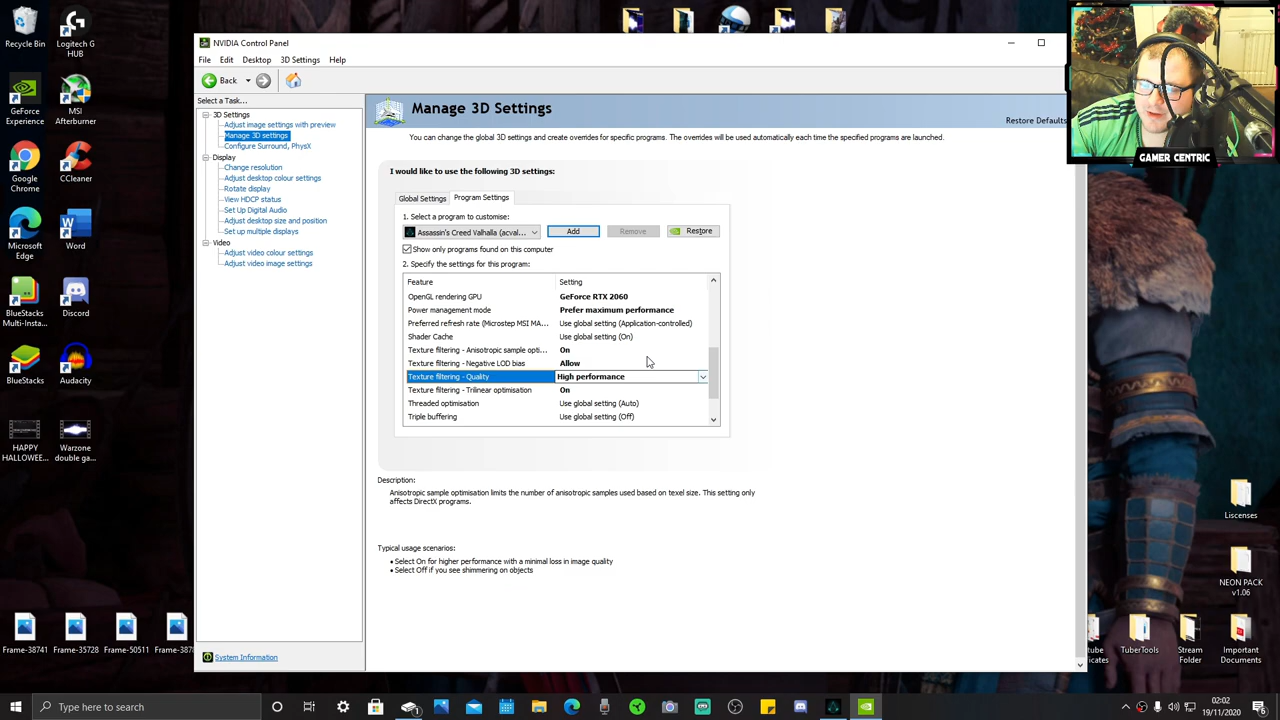 Recycle Bin
Logitech G
HUB
GeForce
Experience
MSI
Afterburner
Google
Chrome
CCleaner
Microsoft
Edge
Word
BlueStacks
Multi-Insta...
Discord
BlueStacks
Audacity
HAPPY
HALLOWEE...
Warzone
double ga...
Frame-38741
Frame-35728
Frame-50511
NVIDIA Control Panel
File
Edit
Desktop
3D Settings
Help
Back
Select a Task...
3D Settings
Adjust image settings with preview
Manage 3D settings
Configure Surround, PhysX
Display
Change resolution
Adjust desktop colour settings
Rotate display
View HDCP status
Set Up Digital Audio
Adjust desktop size and position
Set up multiple displays
Video
Adjust video colour settings
Adjust video image settings
System Information
Manage 3D Settings
Restore Defaults
You can change the global 3D settings and create overrides for specific programs. The overrides will be used automatically each time the specified programs are launched.
I would like to use the following 3D settings:
Global Settings
Program Settings
1. Select a program to customise:
Assassin's Creed Valhalla (acval...
Add
Remove
Restore
Show only programs found on this computer
2. Specify the settings for this program:
Feature
Setting
OpenGL rendering GPU
GeForce RTX 2060
Power management mode
Prefer maximum performance
Preferred refresh rate (Microstep MSI MA...
Use global setting (Application-controlled)
Shader Cache
Use global setting (On)
Texture filtering - Anisotropic sample opti...
On
Texture filtering - Negative LOD bias
Allow
Texture filtering - Quality
High performance
Texture filtering - Trilinear optimisation
On
Threaded optimisation
Use global setting (Auto)
Triple buffering
Use global setting (Off)
Description:
Anisotropic sample optimisation limits the number of anisotropic samples used based on texel size. This setting only
affects DirectX programs.
Typical usage scenarios:
• Select On for higher performance with a minimal loss in image quality
• Select Off if you see shimmering on objects
GAMER CENTRIC
Liscenses
NEON PACK
v1.06
TuberTools
Stream
Folder
Important
Documents
Type here to search
02:02
19/11/2020